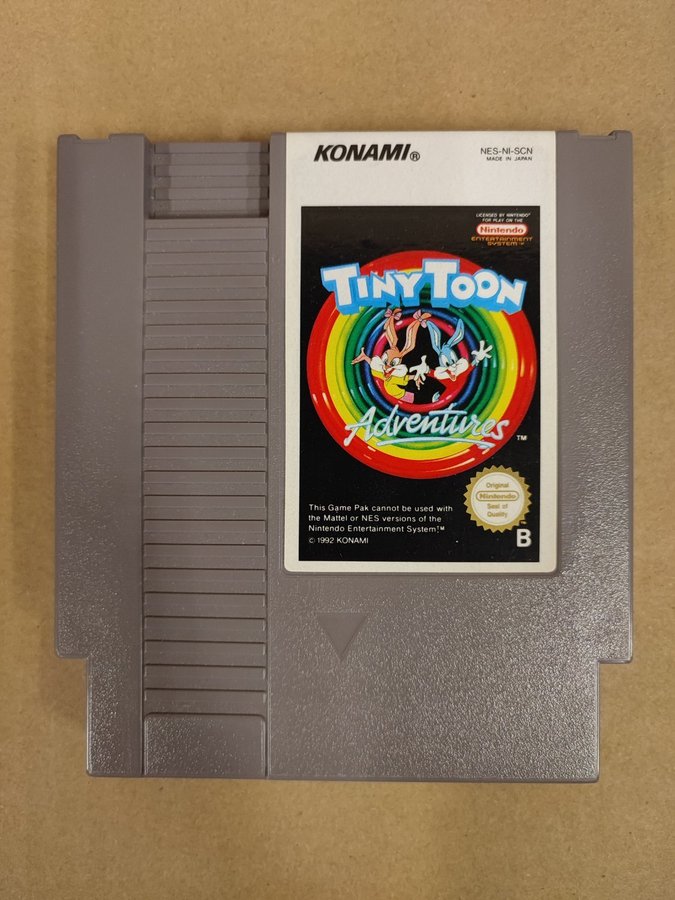 KONAMI®
NES-NI-SCN
MADE IN JAPAN
LICENSED BY NINTENDO®
FOR PLAY ON THE
Nintendo
ENTERTAINMENT
SYSTEM™
TINY TOON
Adventures™
Original
Nintendo
Seal of
Quality
™
This Game Pak cannot be used with
the Mattel or NES versions of the
Nintendo Entertainment System!™
© 1992 KONAMI
B